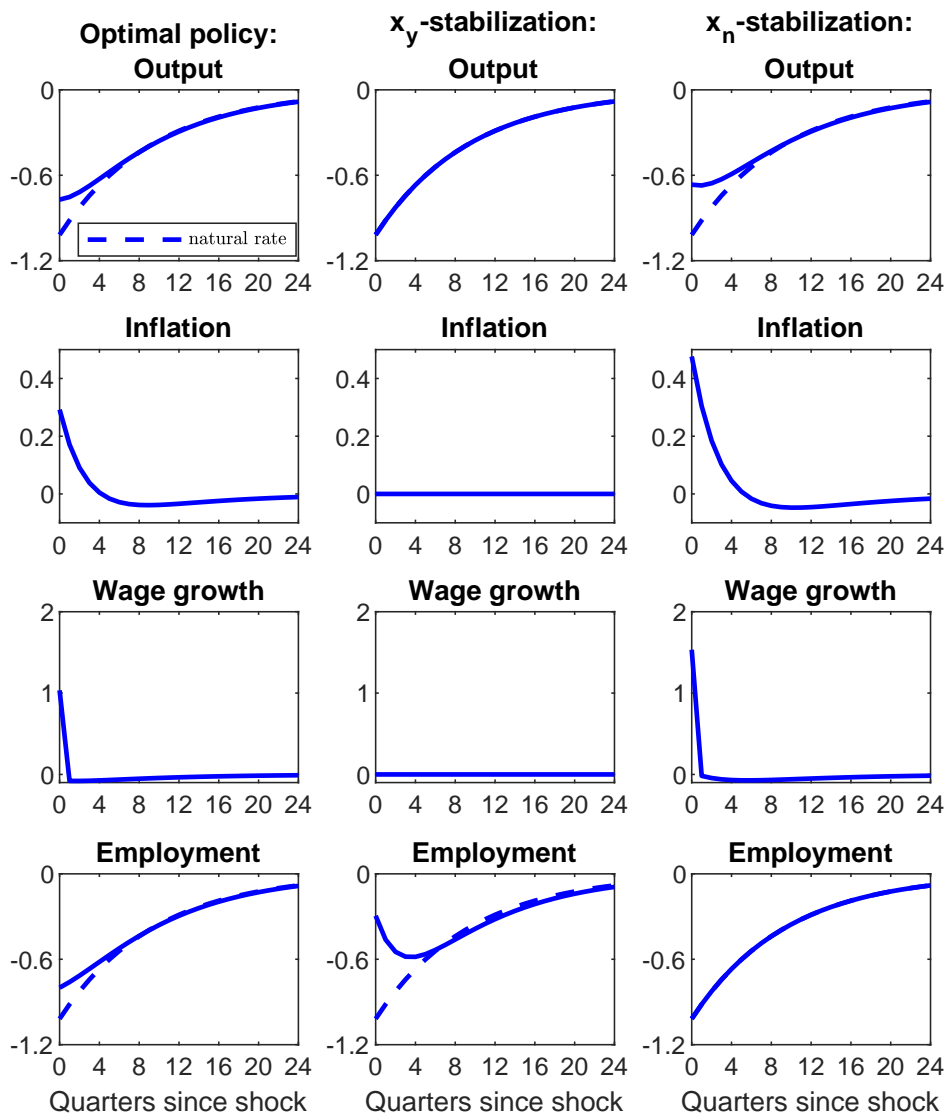 Optimal policy: x_y-stabilization: x_n-stabilization:
Output Output Output
0 0 0
-0.6 -0.6 -0.6
natural rate
-1.2 -1.2 -1.2
0 4 8 12 16 20 24 0 4 8 12 16 20 24 0 4 8 12 16 20 24
Inflation Inflation Inflation
0.4 0.4 0.4
0.2 0.2 0.2
0 0 0
0 4 8 12 16 20 24 0 4 8 12 16 20 24 0 4 8 12 16 20 24
Wage growth Wage growth Wage growth
2 2 2
1 1 1
0 0 0
0 4 8 12 16 20 24 0 4 8 12 16 20 24 0 4 8 12 16 20 24
Employment Employment Employment
0 0 0
-0.6 -0.6 -0.6
-1.2 -1.2 -1.2
0 4 8 12 16 20 24 0 4 8 12 16 20 24 0 4 8 12 16 20 24
Quarters since shock Quarters since shock Quarters since shock